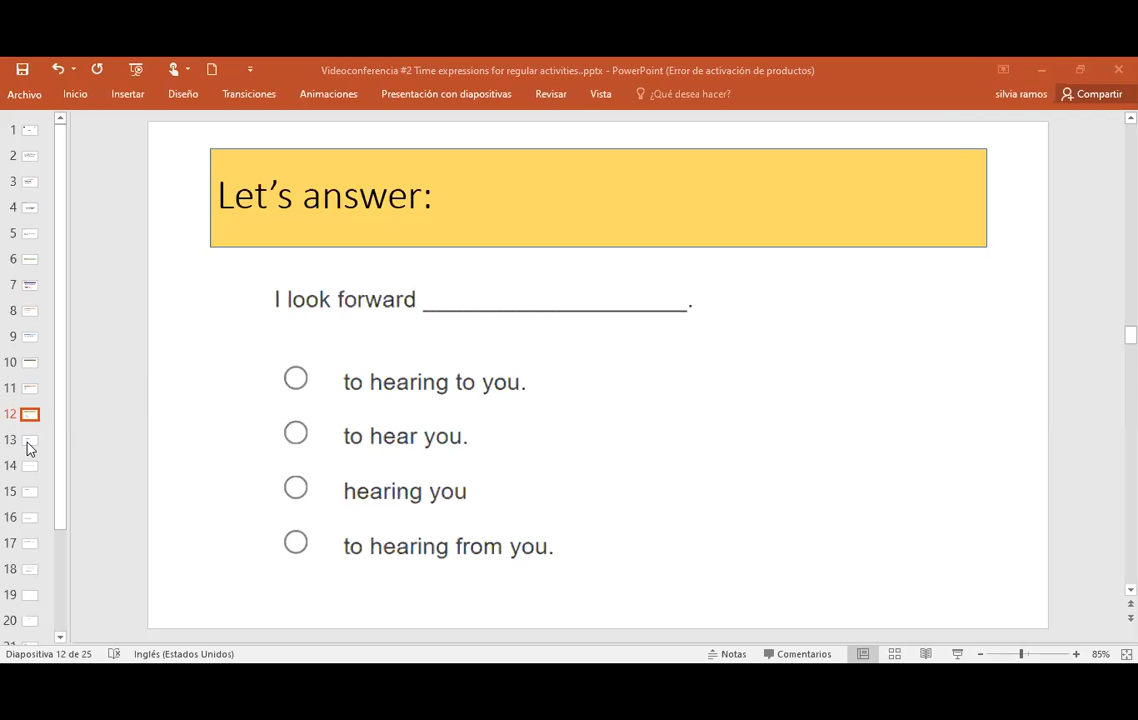 Videoconferencia #2 Time expressions for regular activities..pptx - PowerPoint (Error de activación de productos)
Archivo Inicio Insertar Diseño Transiciones Animaciones Presentación con diapositivas Revisar Vista ¿Qué desea hacer? silvia ramos Compartir
1
2
3
4
5
6
7
8
9
10
11
12
13
14
15
16
17
18
19
20
Let's answer:
I look forward ____________________.
to hearing to you.
to hear you.
hearing you
to hearing from you.
Diapositiva 12 de 25 Inglés (Estados Unidos) Notas Comentarios 85%